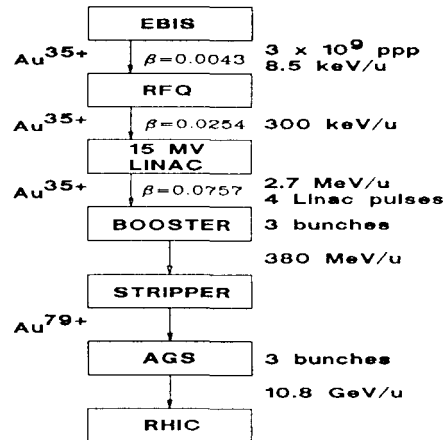 EBIS
Au35+ β=0.0043 3 x 10^9 ppp
8.5 keV/u
RFQ
Au35+ β=0.0254 300 keV/u
15 MV
LINAC
Au35+ β=0.0757 2.7 MeV/u
4 Linac pulses
BOOSTER 3 bunches
380 MeV/u
STRIPPER
Au79+
AGS 3 bunches
10.8 GeV/u
RHIC